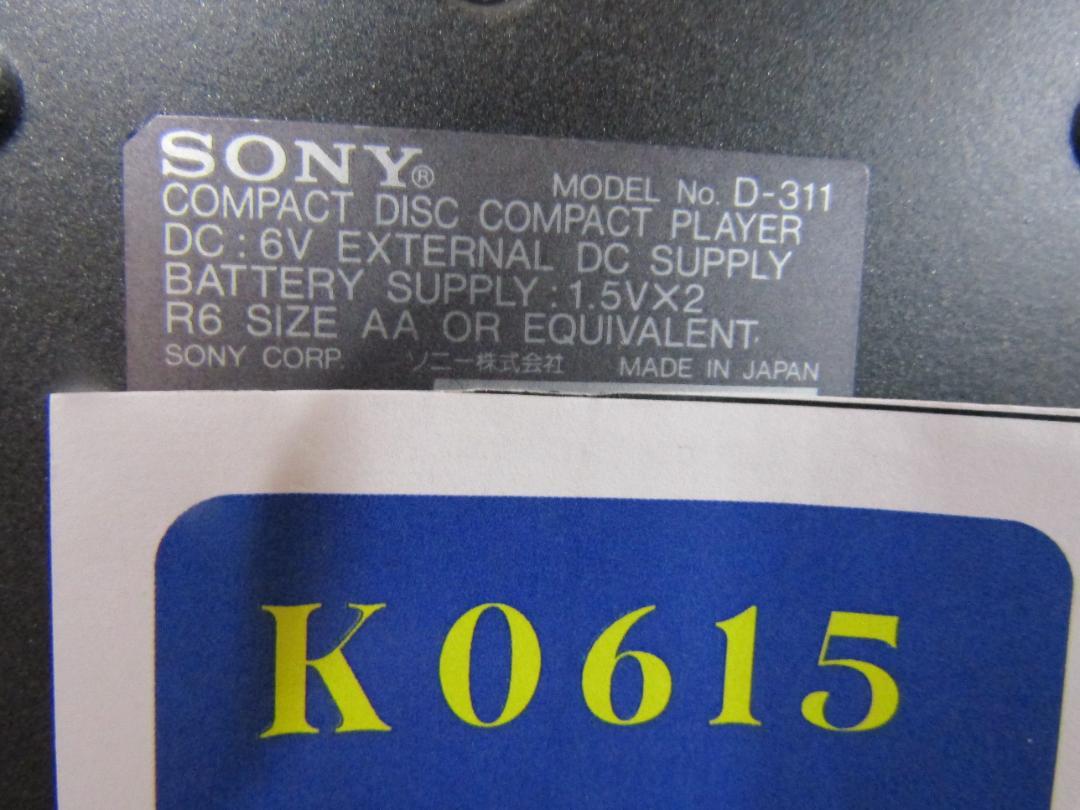 SONY®
MODEL No. D-311
COMPACT DISC COMPACT PLAYER
DC : 6V EXTERNAL DC SUPPLY
BATTERY SUPPLY : 1.5V×2
R6 SIZE AA OR EQUIVALENT.
SONY CORP. ソニー株式会社 MADE IN JAPAN
K0615